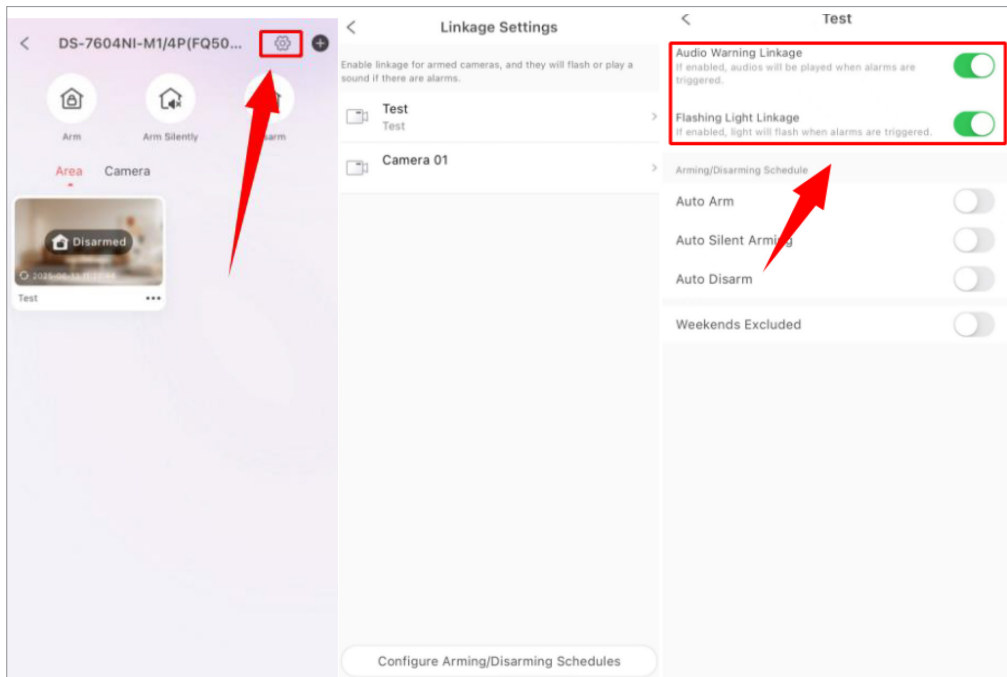 DS-7604NI-M1/4P(FQ50...
Arm
Arm Silently
Area
Camera
Disarmed
Test
Linkage Settings
Enable linkage for armed cameras, and they will flash or play a
sound if there are alarms.
Test
Test
Camera 01
Configure Arming/Disarming Schedules
Test
Audio Warning Linkage
If enabled, audios will be played when alarms are
triggered.
Flashing Light Linkage
If enabled, light will flash when alarms are triggered.
Arming/Disarming Schedule
Auto Arm
Auto Silent Arming
Auto Disarm
Weekends Excluded